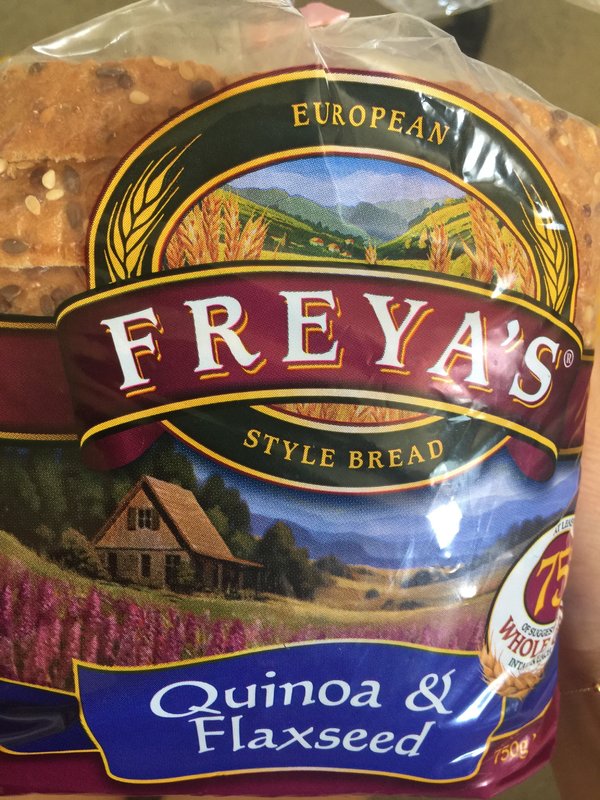 EUROPEAN
FREYA'S®
STYLE BREAD
75
WHOLE
Quinoa &
Flaxseed
750g